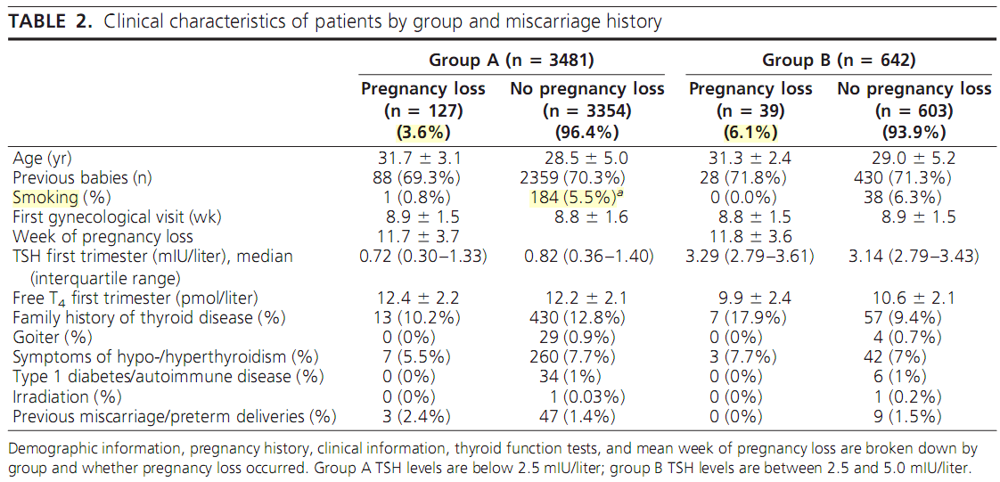 TABLE 2. Clinical characteristics of patients by group and miscarriage history
Group A (n = 3481) Group B (n = 642)
Pregnancy loss No pregnancy loss Pregnancy loss No pregnancy loss
(n = 127) (n = 3354) (n = 39) (n = 603)
(3.6%) (96.4%) (6.1%) (93.9%)
Age (yr) 31.7 ± 3.1 28.5 ± 5.0 31.3 ± 2.4 29.0 ± 5.2
Previous babies (n) 88 (69.3%) 2359 (70.3%) 28 (71.8%) 430 (71.3%)
Smoking (%) 1 (0.8%) 184 (5.5%)a 0 (0.0%) 38 (6.3%)
First gynecological visit (wk) 8.9 ± 1.5 8.8 ± 1.6 8.8 ± 1.5 8.9 ± 1.5
Week of pregnancy loss 11.7 ± 3.7 11.8 ± 3.6
TSH first trimester (mIU/liter), median 0.72 (0.30–1.33) 0.82 (0.36–1.40) 3.29 (2.79–3.61) 3.14 (2.79–3.43)
(interquartile range)
Free T4 first trimester (pmol/liter) 12.4 ± 2.2 12.2 ± 2.1 9.9 ± 2.4 10.6 ± 2.1
Family history of thyroid disease (%) 13 (10.2%) 430 (12.8%) 7 (17.9%) 57 (9.4%)
Goiter (%) 0 (0%) 29 (0.9%) 0 (0%) 4 (0.7%)
Symptoms of hypo-/hyperthyroidism (%) 7 (5.5%) 260 (7.7%) 3 (7.7%) 42 (7%)
Type 1 diabetes/autoimmune disease (%) 0 (0%) 34 (1%) 0 (0%) 6 (1%)
Irradiation (%) 0 (0%) 1 (0.03%) 0 (0%) 1 (0.2%)
Previous miscarriage/preterm deliveries (%) 3 (2.4%) 47 (1.4%) 0 (0%) 9 (1.5%)
Demographic information, pregnancy history, clinical information, thyroid function tests, and mean week of pregnancy loss are broken down by
group and whether pregnancy loss occurred. Group A TSH levels are below 2.5 mIU/liter; group B TSH levels are between 2.5 and 5.0 mIU/liter.